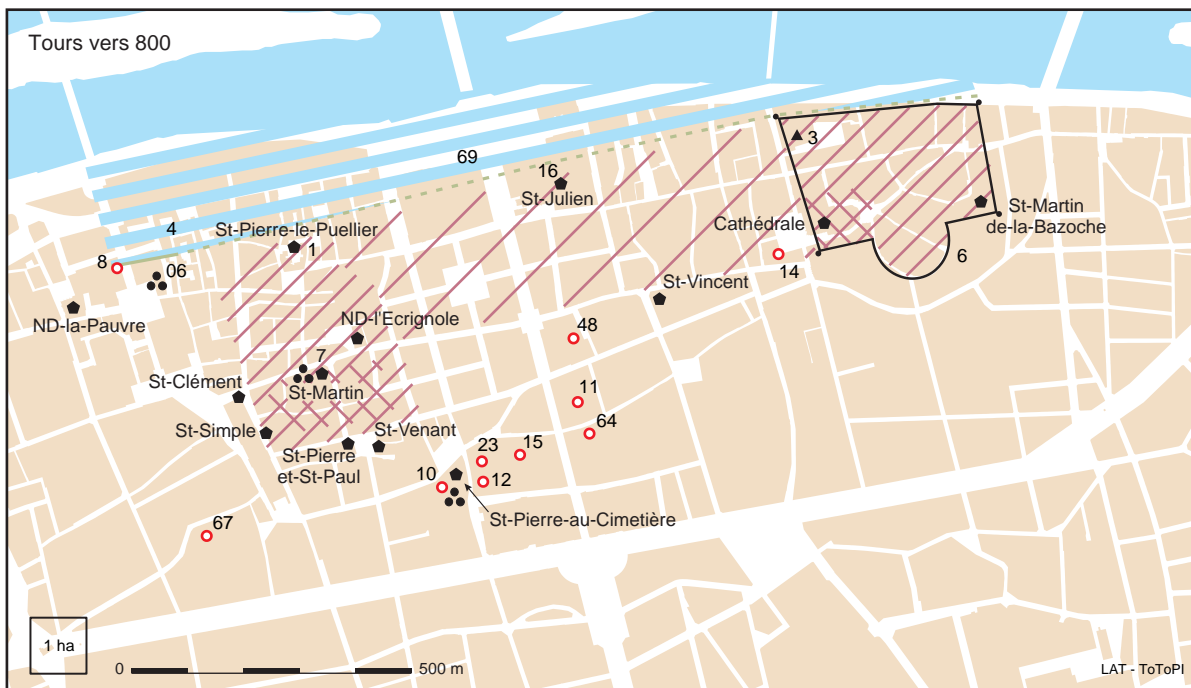 Tours vers 800
3
69
16
St-Julien
4
St-Pierre-le-Puellier
1
Cathédrale
St-Martin
de-la-Bazoche
8
06
14
6
ND-la-Pauvre
St-Vincent
ND-l'Ecrignole
48
7
St-Clément
St-Martin
11
St-Simple
St-Venant
64
St-Pierre
et-St-Paul
23
15
10
12
St-Pierre-au-Cimetière
67
1 ha
0
500 m
LAT - ToToPI